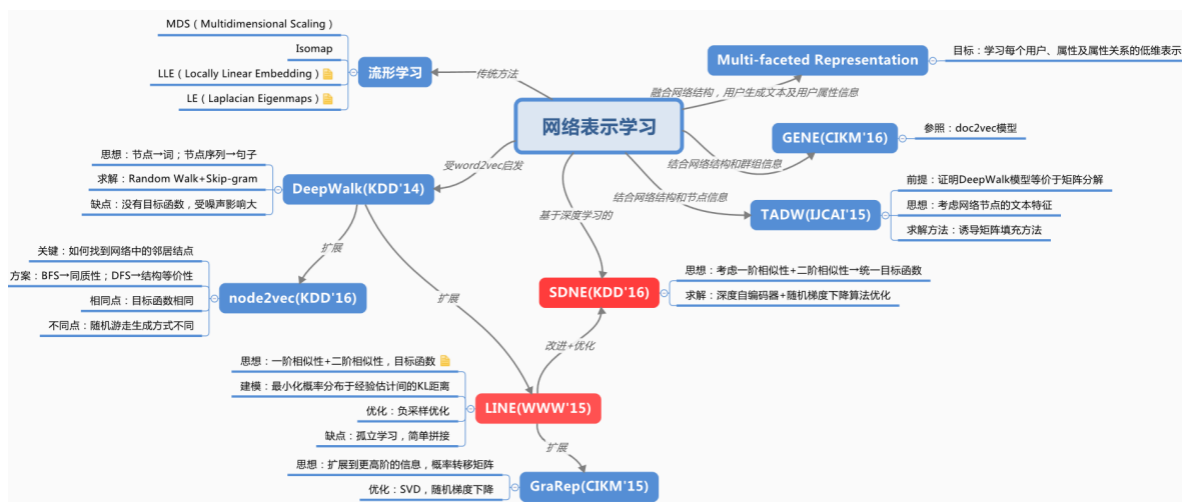 网络表示学习
传统方法
流形学习
MDS（Multidimensional Scaling）
Isomap
LLE（Locally Linear Embedding）
LE（Laplacian Eigenmaps）
受word2vec启发
DeepWalk(KDD'14)
思想：节点→词；节点序列→句子
求解：Random Walk+Skip-gram
缺点：没有目标函数，受噪声影响大
扩展
node2vec(KDD'16)
关键：如何找到网络中的邻居结点
方案：BFS→同质性；DFS→结构等价性
相同点：目标函数相同
不同点：随机游走生成方式不同
扩展
LINE(WWW'15)
思想：一阶相似性+二阶相似性，目标函数
建模：最小化概率分布于经验估计间的KL距离
优化：负采样优化
缺点：孤立学习，简单拼接
扩展
GraRep(CIKM'15)
思想：扩展到更高阶的信息，概率转移矩阵
优化：SVD，随机梯度下降
改进+优化
基于深度学习的
SDNE(KDD'16)
思想：考虑一阶相似性+二阶相似性→统一目标函数
求解：深度自编码器+随机梯度下降算法优化
结合网络结构和节点信息
TADW(IJCAI'15)
前提：证明DeepWalk模型等价于矩阵分解
思想：考虑网络节点的文本特征
求解方法：诱导矩阵填充方法
结合网络结构和群组信息
GENE(CIKM'16)
参照：doc2vec模型
融合网络结构，用户生成文本及用户属性信息
Multi-faceted Representation
目标：学习每个用户、属性及属性关系的低维表示